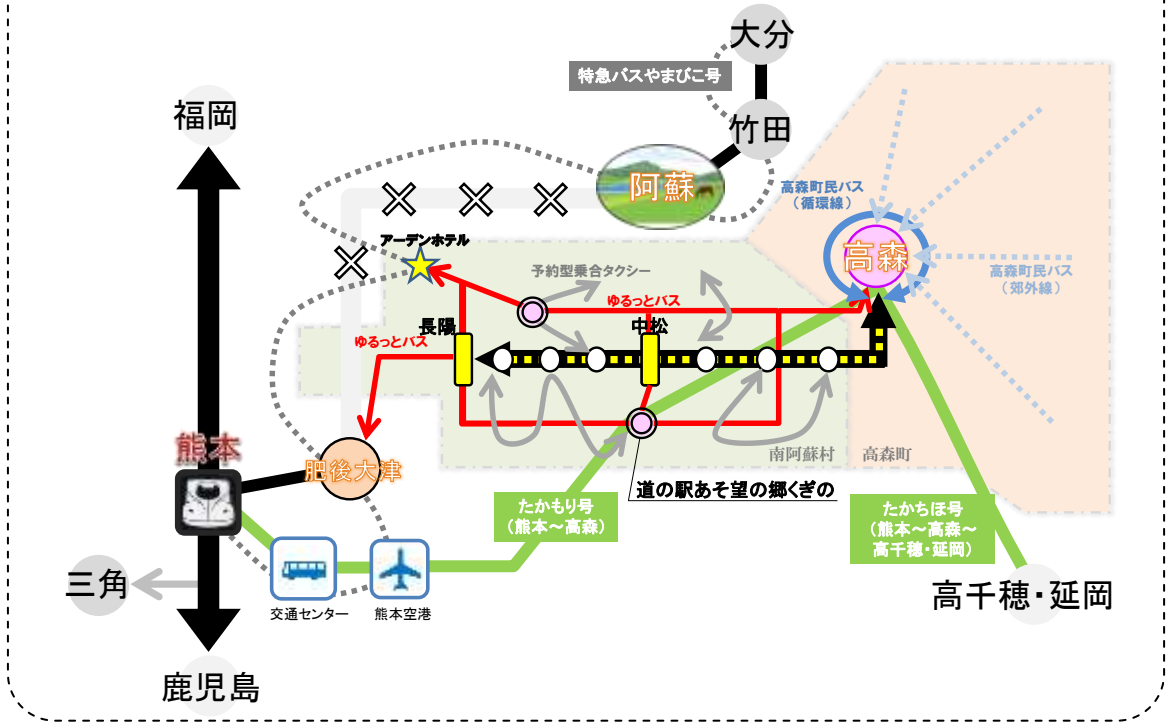 大分
特急バスやまびこ号
福岡
竹田
阿蘇
高森町民バス
（循環線）
アーデンホテル
高森
予約型乗合タクシー
高森町民バス
（郊外線）
ゆるっとバス
長陽
中松
ゆるっとバス
熊本
肥後大津
南阿蘇村
高森町
道の駅あそ望の郷くぎの
たかもり号
（熊本～高森）
たかちほ号
（熊本～高森～
高千穂・延岡）
三角
交通センター
熊本空港
高千穂・延岡
鹿児島